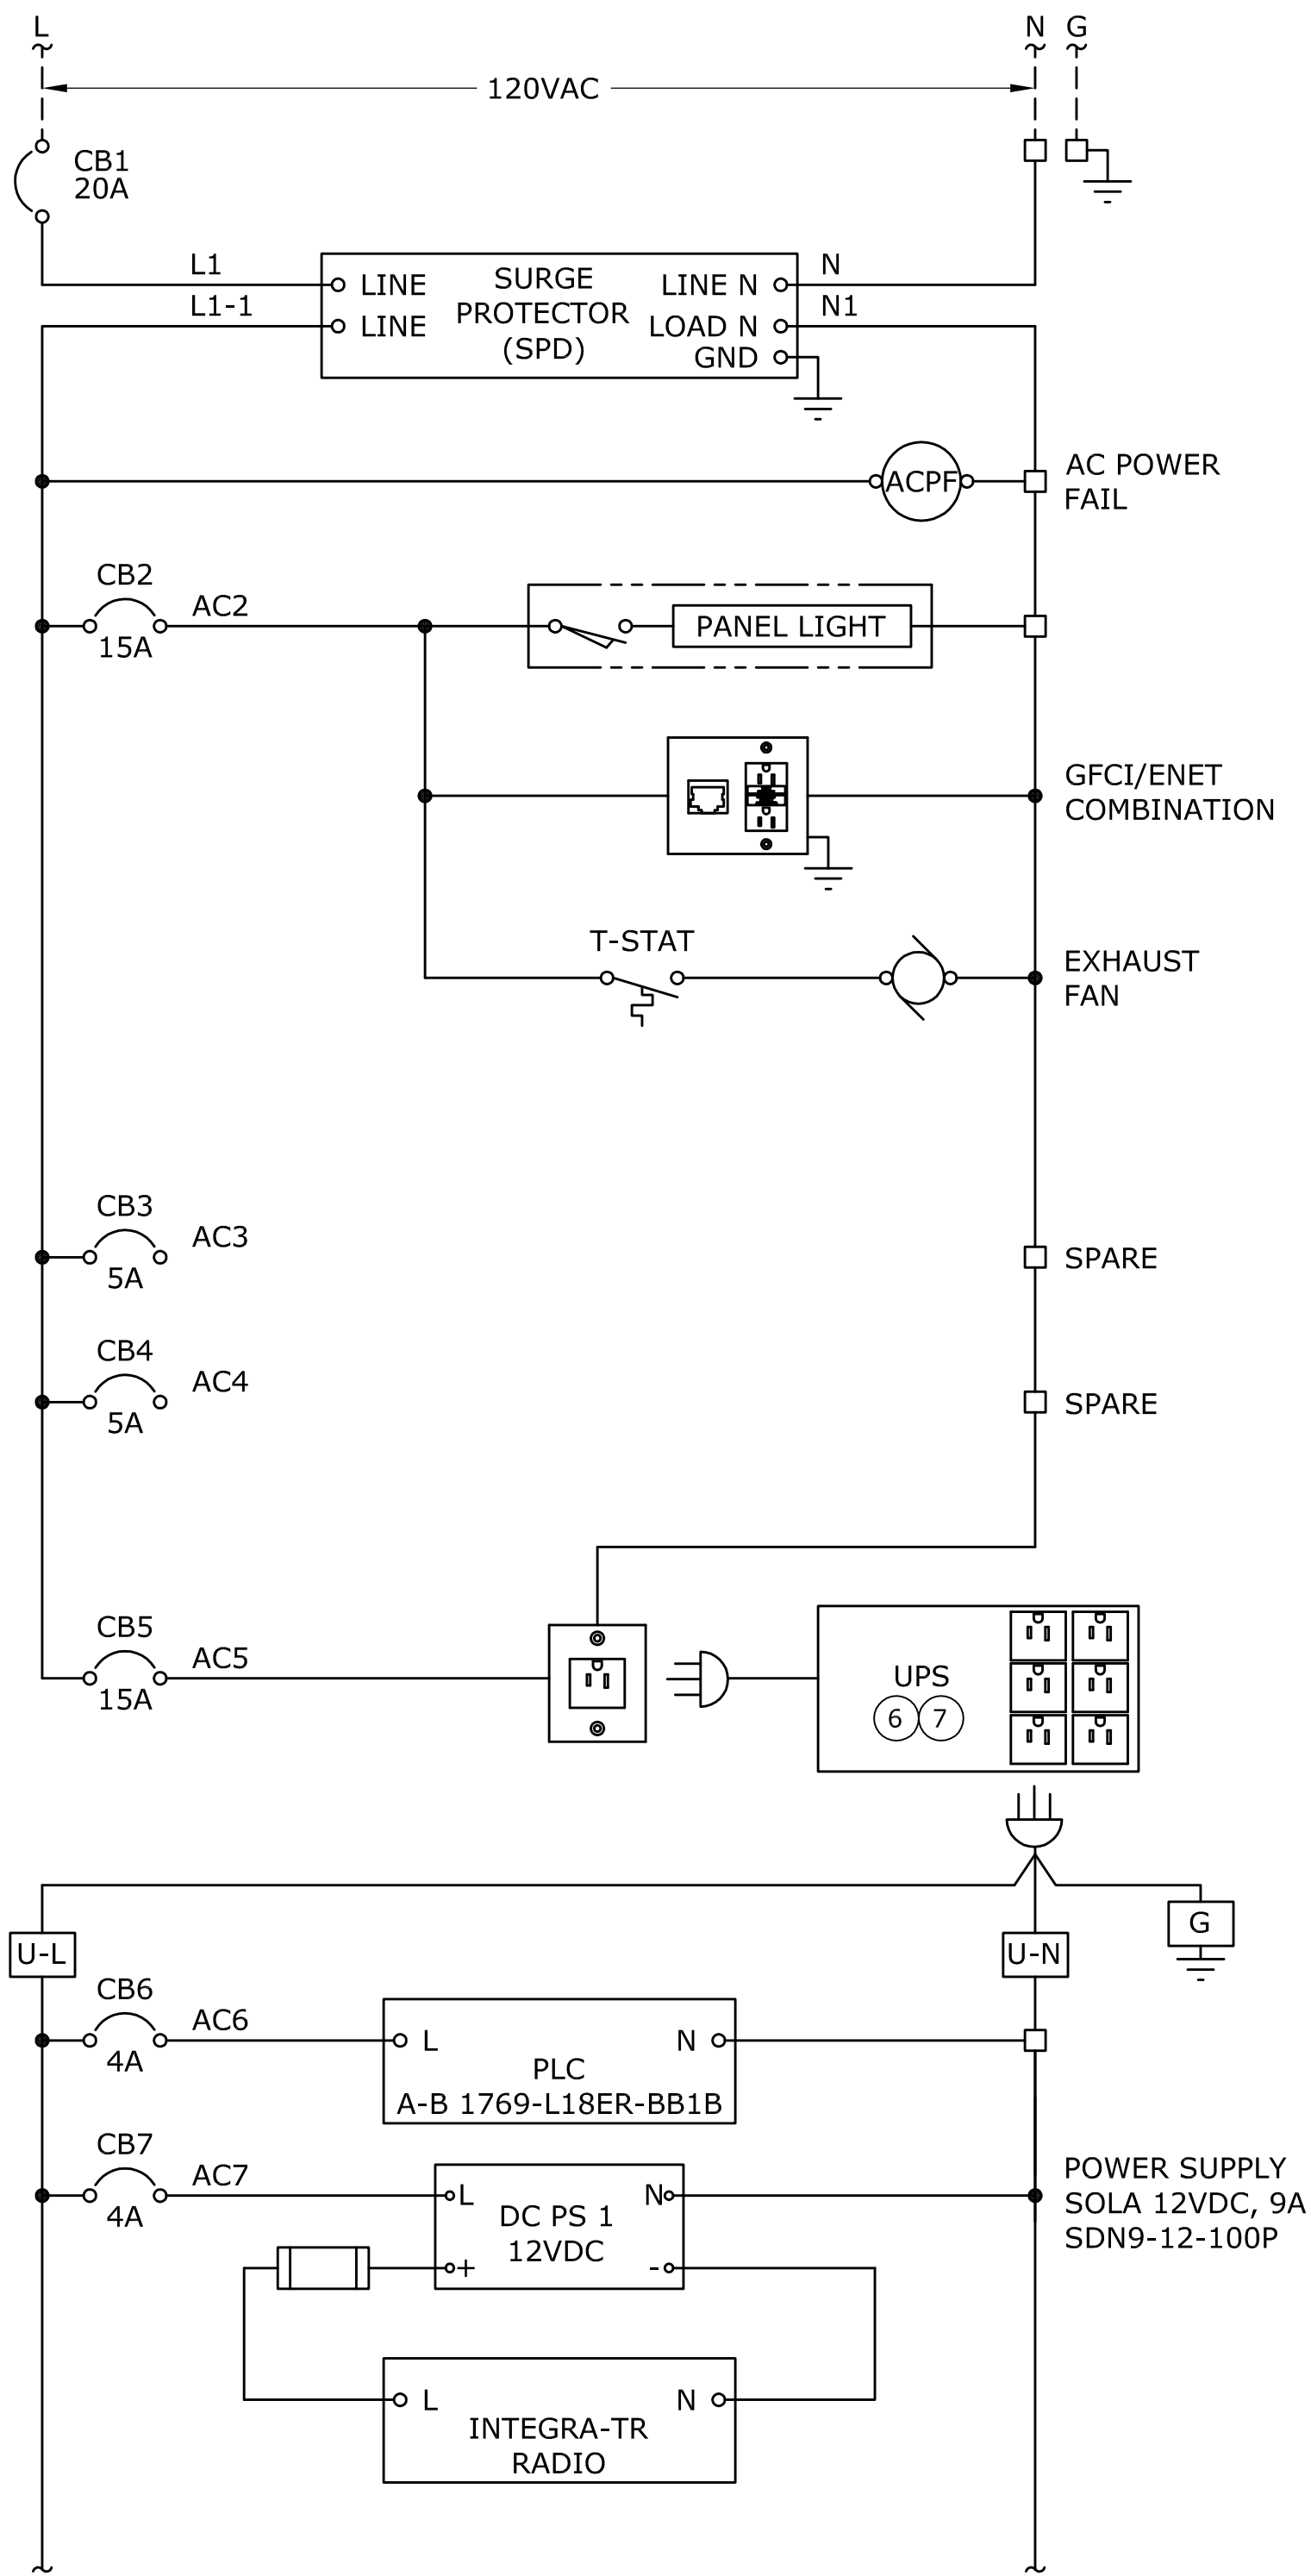 L
N
G
120VAC
CB1
20A
L1
L1-1
LINE
LINE
SURGE
PROTECTOR
(SPD)
LINE N
LOAD N
GND
N
N1
ACPF
AC POWER
FAIL
CB2
15A
AC2
PANEL LIGHT
GFCI/ENET
COMBINATION
T-STAT
EXHAUST
FAN
CB3
5A
AC3
SPARE
CB4
5A
AC4
SPARE
CB5
15A
AC5
UPS
6 7
G
U-L
U-N
CB6
4A
AC6
L
N
PLC
A-B 1769-L18ER-BB1B
CB7
4A
AC7
L
N
DC PS 1
12VDC
+
-
POWER SUPPLY
SOLA 12VDC, 9A
SDN9-12-100P
L
N
INTEGRA-TR
RADIO